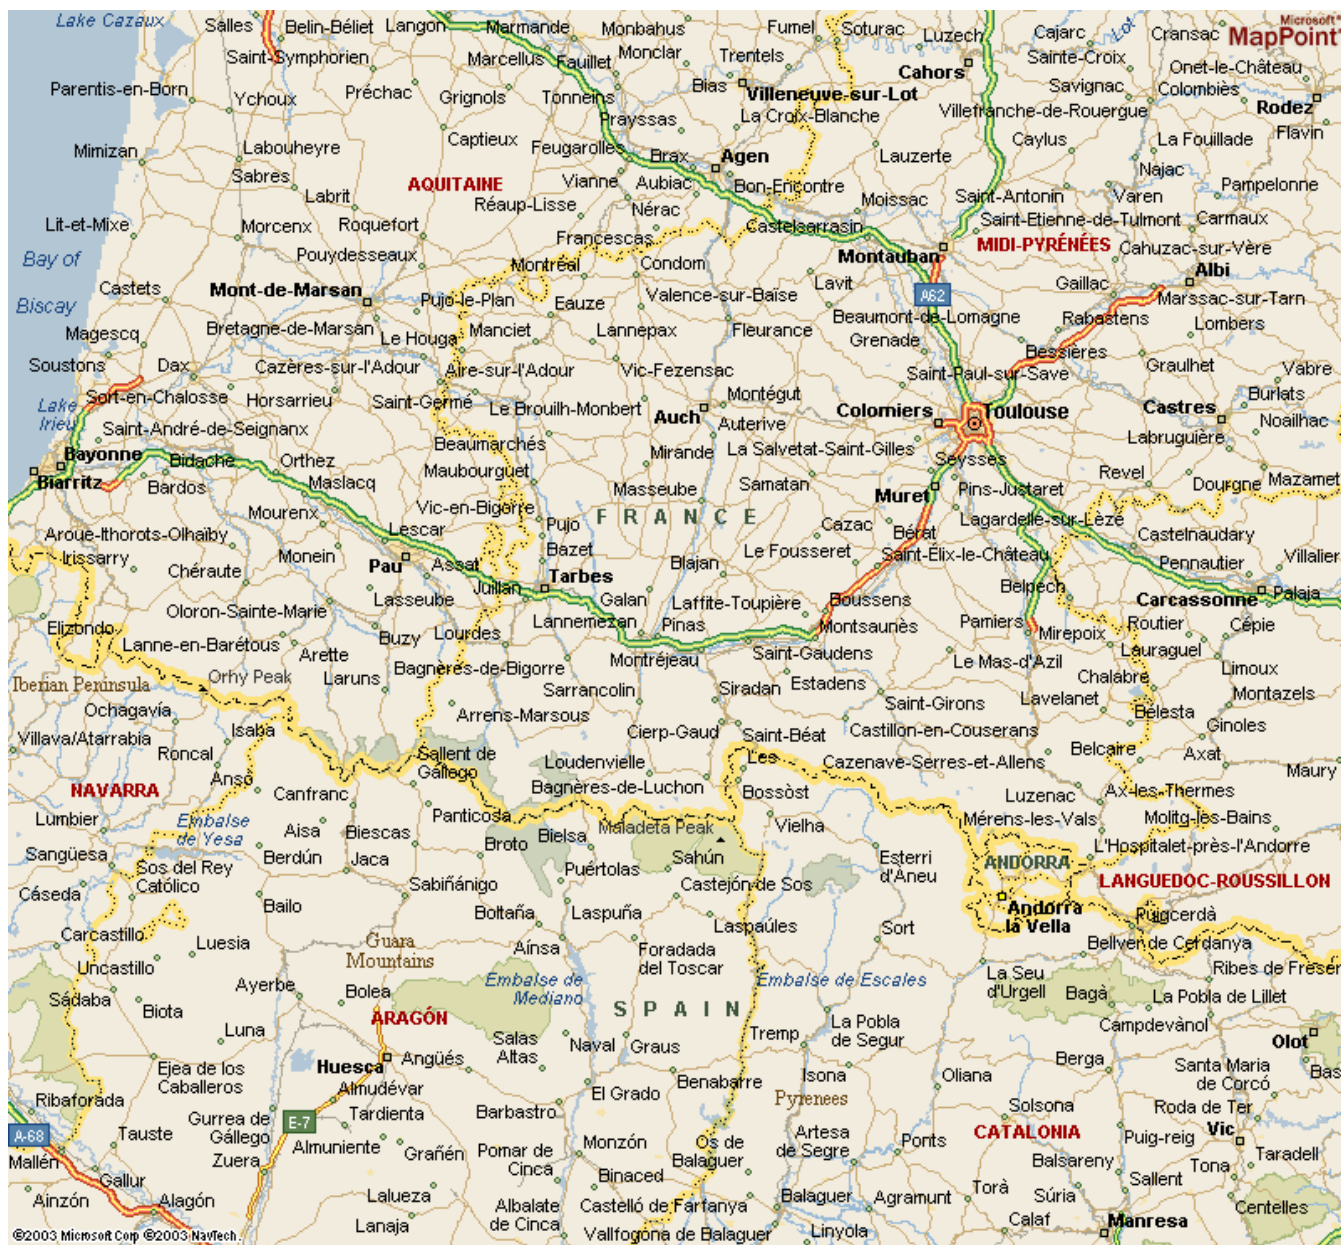 Lake Cazaux
Salles
Belin-Béliet
Langon
Marmande
Monbahus
Fumel
Soturac
Luzech
Cajarc
Lot
Cransac
Microsoft
MapPoint
Saint-Symphorien
Marcellus
Fauillet
Monclar
Trentels
Cahors
Sainte-Croix
Onet-le-Château
Parentis-en-Born
Ychoux
Préchac
Grignols
Tonneins
Bias
Villeneuve-sur-Lot
Savignac
Colombiès
Rodez
Villefranche-de-Rouergue
Prayssas
La Croix-Blanche
Captieux
Flavin
Mimizan
Labouheyre
Feugarolles
Brax
Agen
Lauzerte
Caylus
La Fouillade
Najac
Sabres
Labrit
AQUITAINE
Vianne
Aubiac
Bon-Encontre
Moissac
Saint-Antonin
Varen
Pampelonne
Réaup-Lisse
Nérac
Lit-et-Mixe
Morcenx
Roquefort
Francescas
Castelsarrasin
Saint-Etienne-de-Tulmont
Carmaux
MIDI-PYRÉNÉES
Cahuzac-sur-Vère
Bay of
Biscay
Pouydesseaux
Montréal
Condom
Montauban
Albi
Castets
Mont-de-Marsan
Pujo-le-Plan
Eauze
Valence-sur-Baïse
Lavit
A62
Gaillac
Marssac-sur-Tarn
Magescq
Bretagne-de-Marsan
Le Houga
Manciet
Lannepax
Fleurance
Beaumont-de-Lomagne
Grenade
Rabastens
Lombers
Bessières
Soustons
Dax
Cazères-sur-l'Adour
Aire-sur-l'Adour
Vic-Fezensac
Saint-Paul-sur-Save
Graulhet
Vabre
Lake
Irieu
Sort-en-Chalosse
Horsarrieu
Saint-Germé
Le Brouilh-Monbert
Auch
Montégut
Colomiers
Toulouse
Castres
Burlats
Noailhac
Saint-André-de-Seignanx
Auterive
Labruguière
Beaumarchés
La Salvetat-Saint-Gilles
Bayonne
Biarritz
Bidache
Orthez
Maubourguet
Mirande
Seysses
Bardos
Maslacq
Samatan
Muret
Revel
Dourgne
Mazamet
Vic-en-Bigorre
Masseube
Pins-Justaret
Mourenx
Lescar
Pujo
FRANCE
Cazac
Bérat
Lagardelle-sur-Lèze
Castelnaudary
Aroue-Ithorots-Olhaïby
Irissarry
Monein
Pau
Assat
Bazet
Blajan
Le Fousseret
Saint-Élix-le-Château
Pennautier
Villalier
Chéraute
Tarbes
Juillan
Galan
Laffite-Toupière
Boussens
Belpech
Carcassonne
Palaja
Oloron-Sainte-Marie
Lasseube
Elizondo
Lannemezan
Pinas
Montsaunès
Pamiers
Mirepoix
Routier
Cépie
Lanne-en-Barétous
Buzy
Lourdes
Lauraguel
Arette
Bagnères-de-Bigorre
Montréjeau
Saint-Gaudens
Le Mas-d'Azil
Limoux
Iberian Peninsula
Orhy Peak
Laruns
Sarrancolin
Siradan
Estadens
Chalabre
Montazels
Ochagavía
Arrens-Marsous
Saint-Girons
Lavelanet
Bélesta
Ginoles
Villava/Atarrabia
Isaba
Cierp-Gaud
Saint-Béat
Castillon-en-Couserans
Roncal
Sallent de
Gállego
Les
Belcaire
Axat
Ansó
Loudenvielle
Cazenave-Serres-et-Allens
Maury
NAVARRA
Canfranc
Bagnères-de-Luchon
Bossòst
Luzenac
Ax-les-Thermes
Lumbier
Embalse
de Yesa
Aisa
Biescas
Panticosa
Bielsa
Maladeta Peak
Vielha
Mérens-les-Vals
Molitg-lès-Bains
Sangüesa
Berdún
Jaca
Broto
L'Hospitalet-près-l'Andorre
Sos del Rey
Católico
Puértolas
Sahún
Esterri
d'Àneu
ANDORRA
Cáseda
Sabiñánigo
Castejón de Sos
LANGUEDOC-ROUSSILLON
Bailo
Boltaña
Laspuña
Laspaúles
Andorra
la Vella
Puigcerdà
Carcastillo
Luesia
Guara
Mountains
Aínsa
Foradada
del Toscar
Sort
Bellver de Cerdanya
Uncastillo
Ayerbe
Embalse de
Mediano
Embalse de Escales
La Seu
d'Urgell
Ribes de Freser
Sádaba
Biota
Bolea
SPAIN
Bagà
La Pobla de Lillet
ARAGÓN
Luna
Salas
Altas
Tremp
La Pobla
de Segur
Campdevànol
Olot
Huesca
Angüés
Naval
Graus
Ejea de los
Caballeros
Berga
Santa Maria
de Corcó
Bas
Almudévar
El Grado
Benabarre
Isona
Oliana
Ribaforada
Pyrenees
Gurrea de
Gállego
E-7
Tardienta
Barbastro
Solsona
Roda de Ter
A-68
Tauste
Almuniente
Artesa
de Segre
CATALONIA
Puig-reig
Vic
Mallén
Zuera
Grañén
Pomar de
Cinca
Monzón
Os de
Balaguer
Ponts
Balsareny
Taradell
Gallur
Binaced
Tona
Ainzón
Alagón
Lalueza
Albalate
de Cinca
Castelló de Farfanya
Balaguer
Agramunt
Torà
Súria
Sallent
Centelles
Lanaja
Vallfogona de Balaguer
Linyola
Calaf
Manresa
©2003 Microsoft Corp ©2003 NavTech